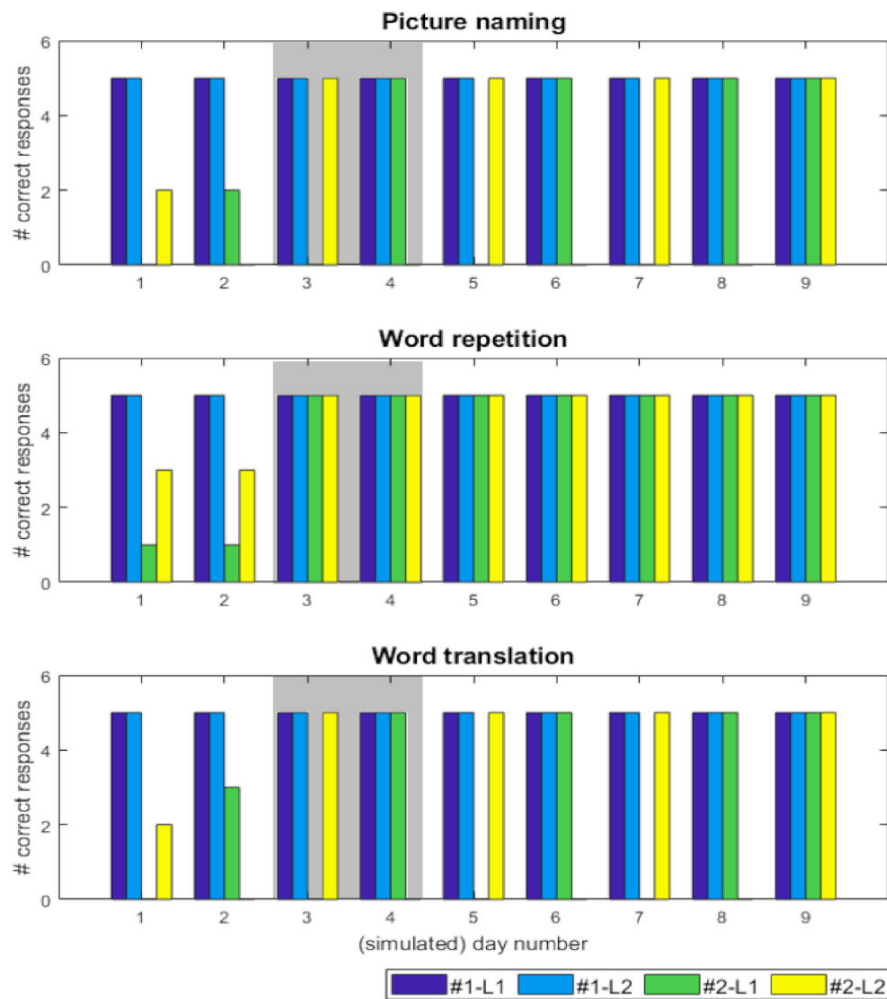 Picture naming
6
4
2
0
# correct responses
1 2 3 4 5 6 7 8 9
Word repetition
6
4
2
0
# correct responses
1 2 3 4 5 6 7 8 9
Word translation
6
4
2
0
# correct responses
1 2 3 4 5 6 7 8 9
(simulated) day number
#1-L1 #1-L2 #2-L1 #2-L2